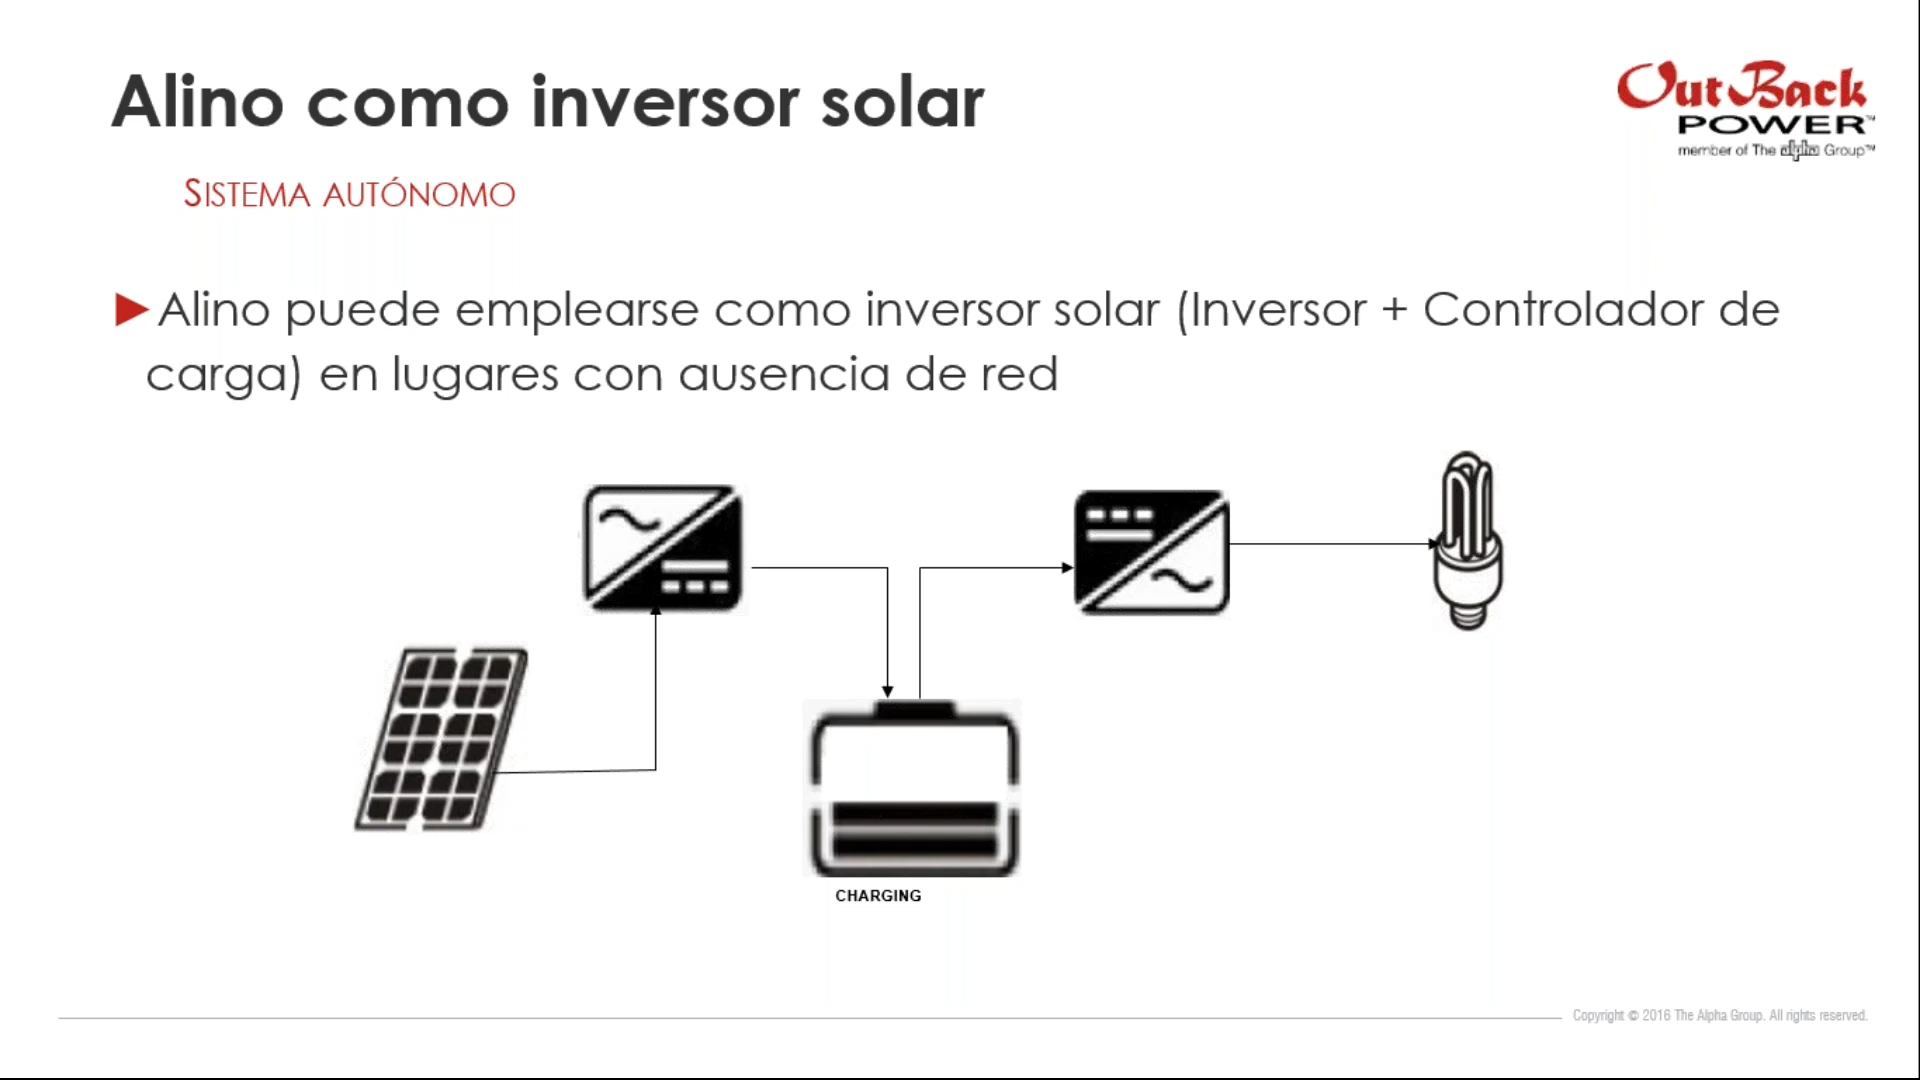 Alino como inversor solar
OutBack
POWER™
member of The alpha Group™
SISTEMA AUTÓNOMO
Alino puede emplearse como inversor solar (Inversor + Controlador de
carga) en lugares con ausencia de red
CHARGING
Copyright © 2016 The Alpha Group. All rights reserved.